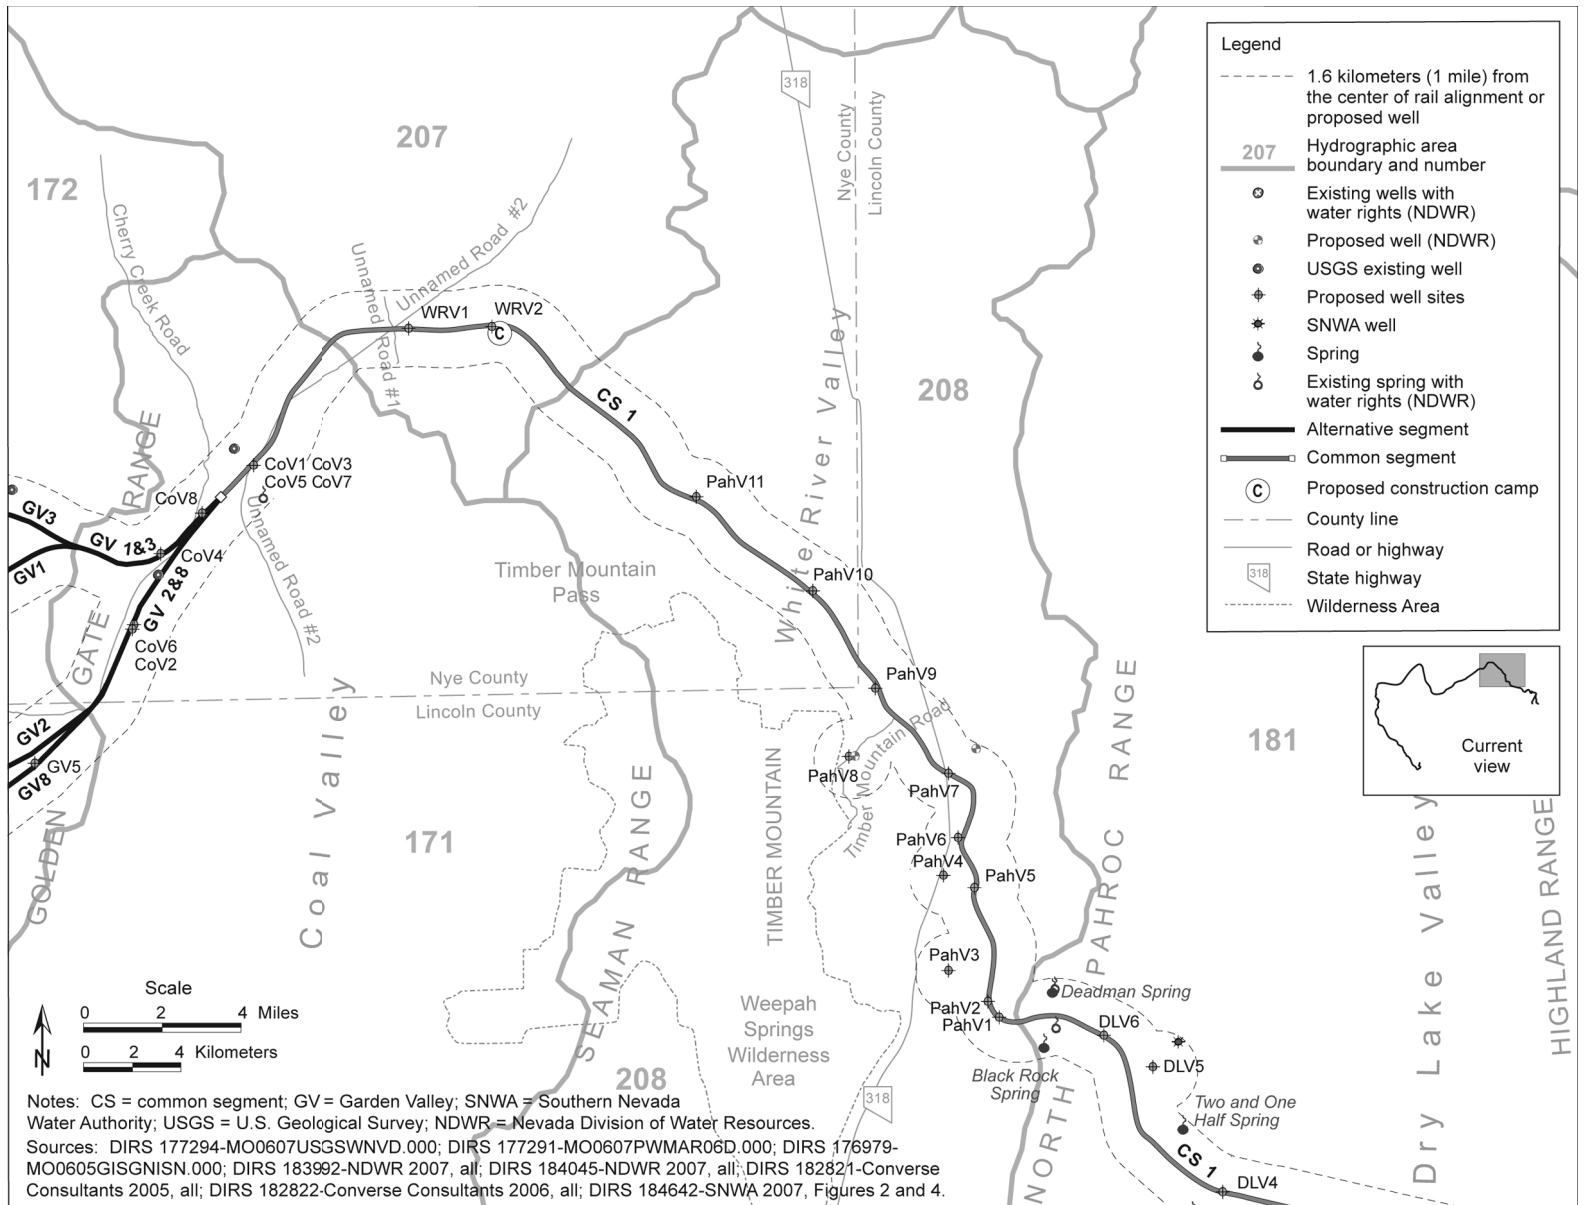 Legend
1.6 kilometers (1 mile) from
the center of rail alignment or
proposed well
207
Hydrographic area
boundary and number
Existing wells with
water rights (NDWR)
Proposed well (NDWR)
USGS existing well
Proposed well sites
SNWA well
Spring
Existing spring with
water rights (NDWR)
Alternative segment
Common segment
C
Proposed construction camp
County line
Road or highway
318
State highway
Wilderness Area
Current
view
318
Nye County
Lincoln County
207
172
Cherry Creek Road
Unnamed Road #2
Unnamed Road #1
WRV1
WRV2
C
CS 1
208
White River Valley
GATE RANGE
CoV1 CoV3
CoV5 CoV7
CoV8
PahV11
GV3
GV 1&3
GV1
CoV4
GV 2&8
Unnamed Road #2
Timber Mountain
Pass
PahV10
CoV6
CoV2
Nye County
Lincoln County
PahV9
GV2
GV5
GV8
GOLDEN
Coal Valley
171
SEAMAN RANGE
TIMBER MOUNTAIN
PahV8
Timber Mountain Road
PahV7
PahV6
PahV4
PahV5
181
NORTH PAHROC RANGE
Dry Lake Valley
HIGHLAND RANGE
PahV3
PahV2
PahV1
Deadman Spring
DLV6
DLV5
Black Rock
Spring
Two and One
Half Spring
CS 1
DLV4
Weepah
Springs
Wilderness
Area
208
318
Scale
0 2 4 Miles
0 2 4 Kilometers
N
Notes: CS = common segment; GV = Garden Valley; SNWA = Southern Nevada
Water Authority; USGS = U.S. Geological Survey; NDWR = Nevada Division of Water Resources.
Sources: DIRS 177294-MO0607USGSWNVD.000; DIRS 177291-MO0607PWMAR06D.000; DIRS 176979-
MO0605GISGNISN.000; DIRS 183992-NDWR 2007, all; DIRS 184045-NDWR 2007, all; DIRS 182821-Converse
Consultants 2005, all; DIRS 182822-Converse Consultants 2006, all; DIRS 184642-SNWA 2007, Figures 2 and 4.